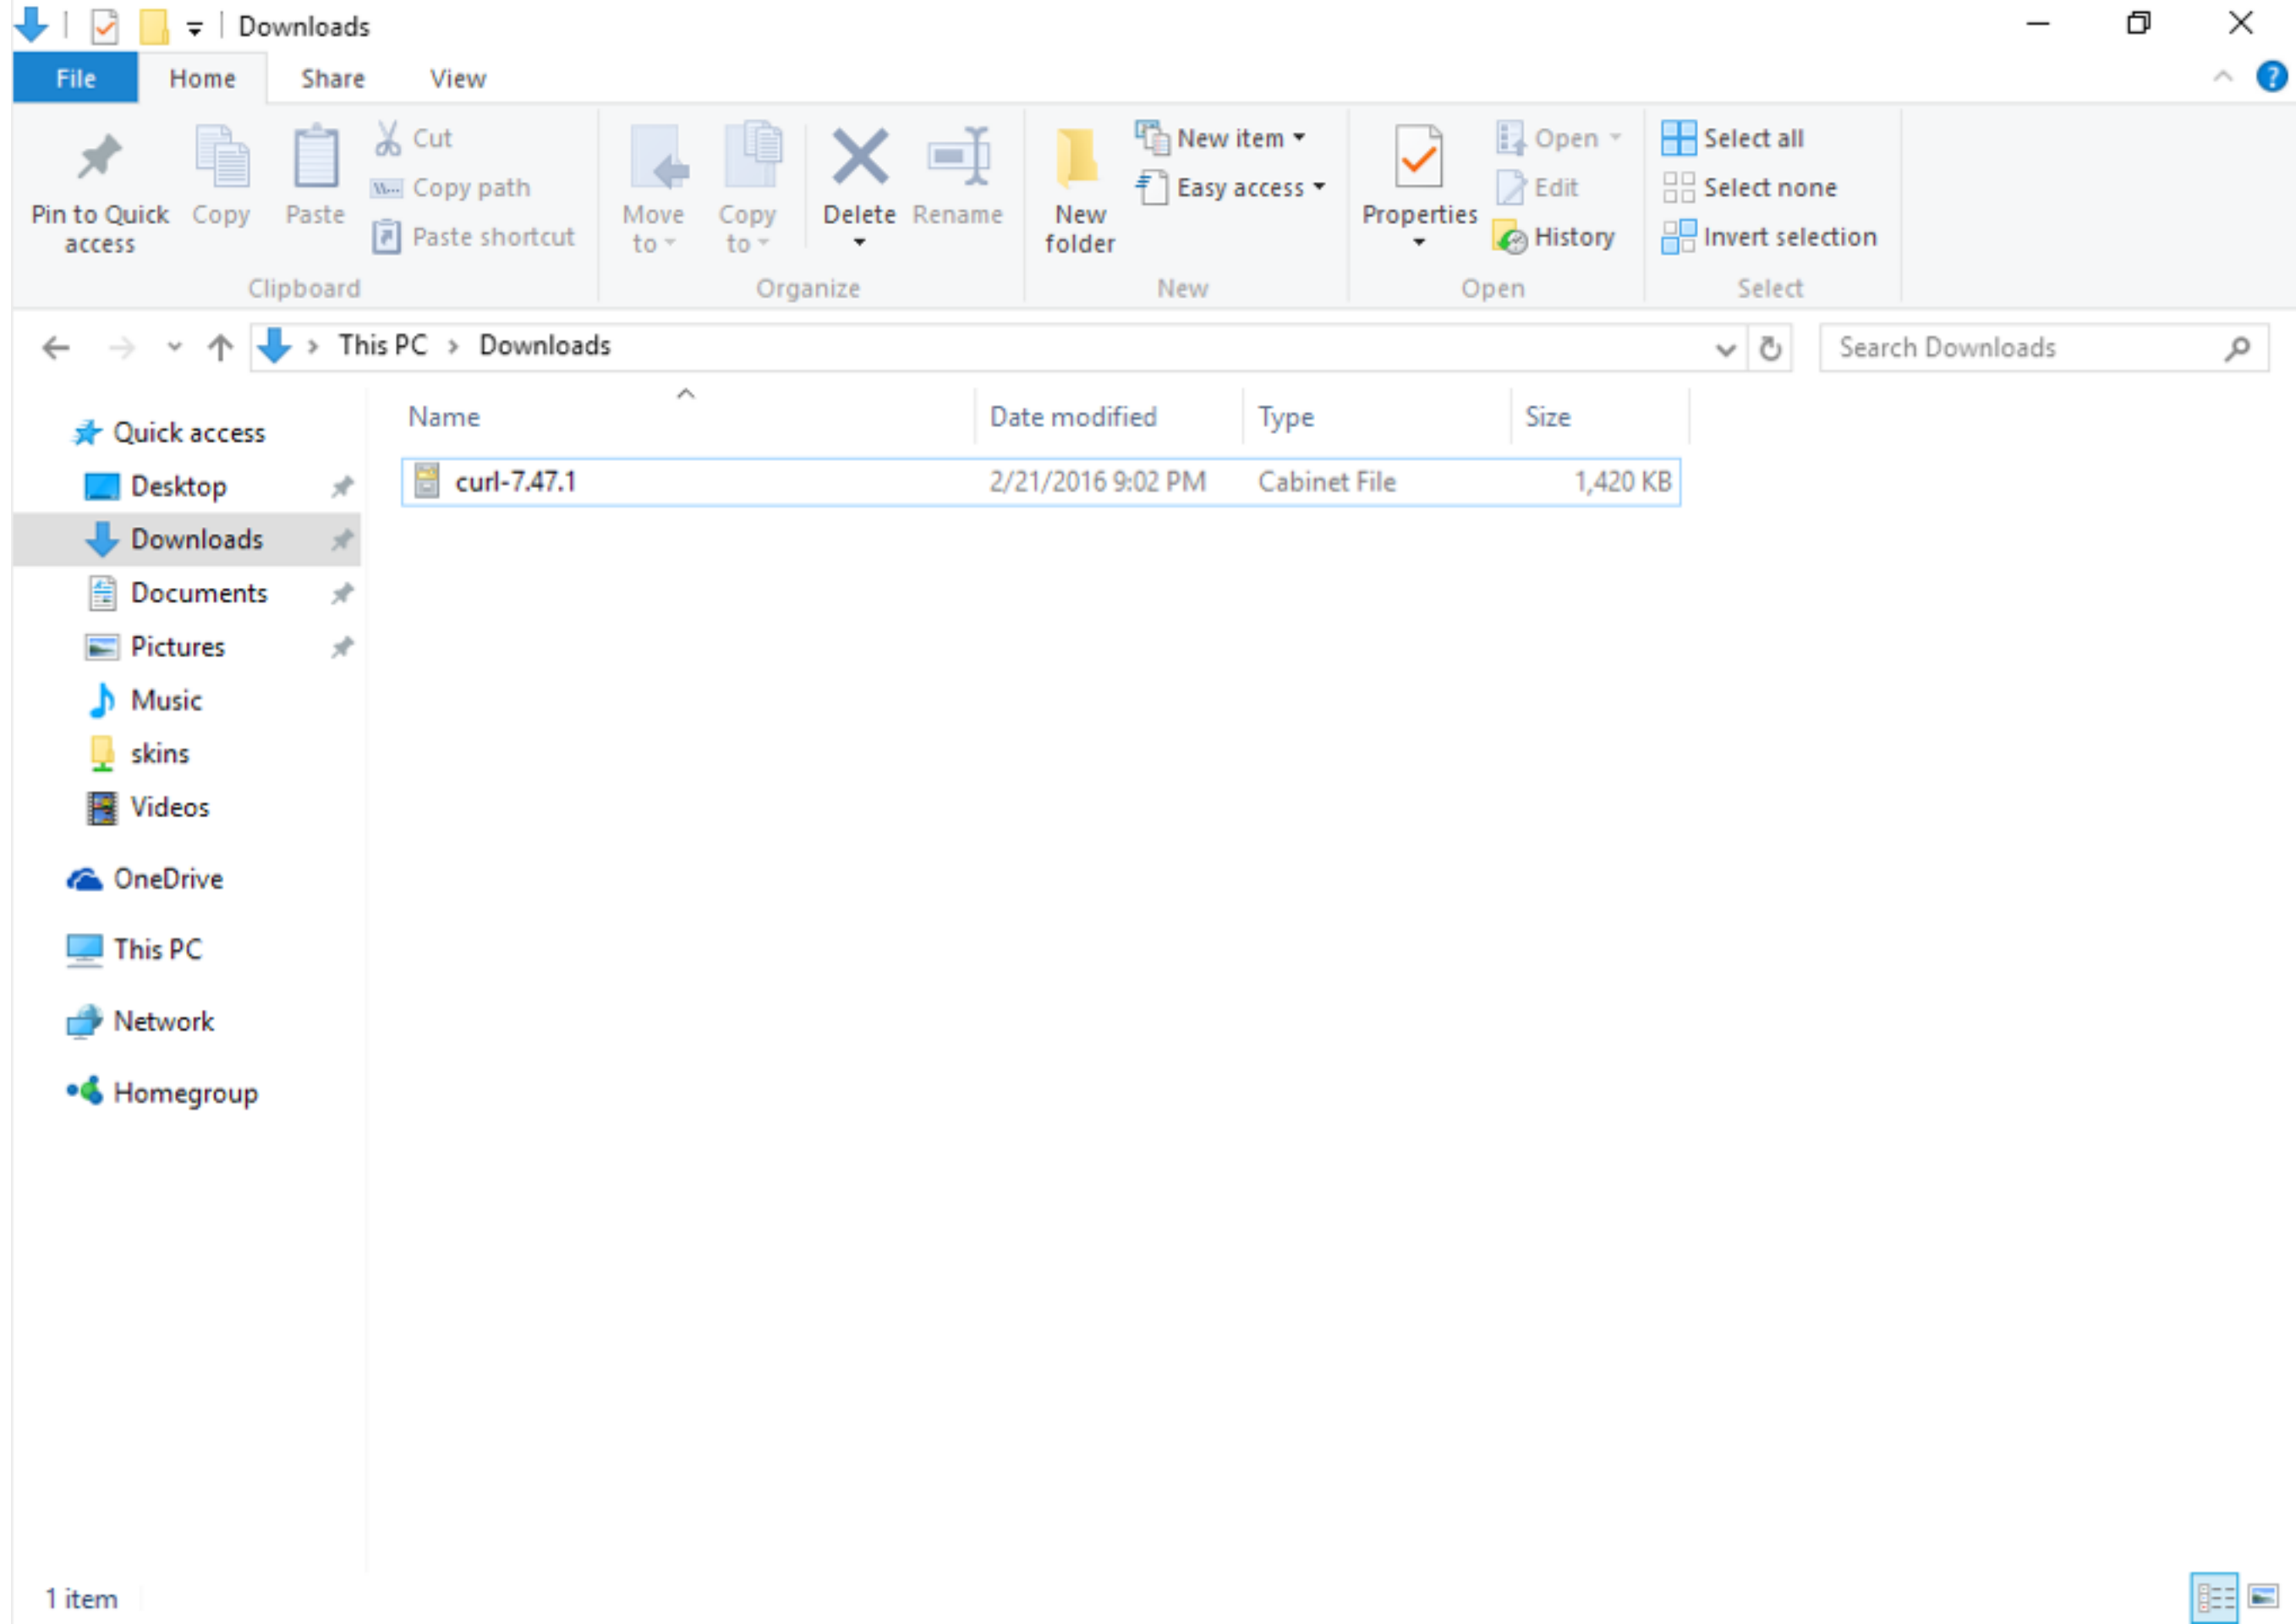 Downloads
File Home Share View
Pin to Quick access
Copy
Paste
Cut
Copy path
Paste shortcut
Clipboard
Move to
Copy to
Delete
Rename
Organize
New folder
New item
Easy access
New
Properties
Open
Edit
History
Open
Select all
Select none
Invert selection
Select
This PC > Downloads
Search Downloads
Quick access
Desktop
Downloads
Documents
Pictures
Music
skins
Videos
OneDrive
This PC
Network
Homegroup
Name Date modified Type Size
curl-7.47.1 2/21/2016 9:02 PM Cabinet File 1,420 KB
1 item